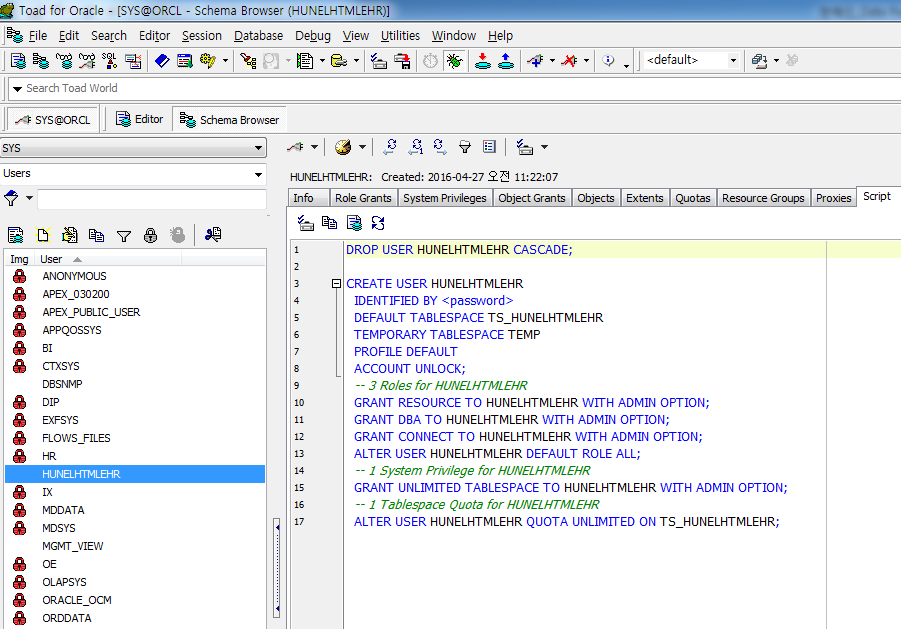 Toad for Oracle - [SYS@ORCL - Schema Browser (HUNELHTMLEHR)]
File Edit Search Editor Session Database Debug View Utilities Window Help
SQL
<default>
Search Toad World
SYS@ORCL Editor Schema Browser
SYS
Users
HUNELHTMLEHR: Created: 2016-04-27 오전 11:22:07
Info Role Grants System Privileges Object Grants Objects Extents Quotas Resource Groups Proxies Script
Img User
ANONYMOUS
APEX_030200
APEX_PUBLIC_USER
APPQOSSYS
BI
CTXSYS
DBSNMP
DIP
EXFSYS
FLOWS_FILES
HR
HUNELHTMLEHR
IX
MDDATA
MDSYS
MGMT_VIEW
OE
OLAPSYS
ORACLE_OCM
ORDDATA
1 DROP USER HUNELHTMLEHR CASCADE;
2
3 CREATE USER HUNELHTMLEHR
4 IDENTIFIED BY <password>
5 DEFAULT TABLESPACE TS_HUNELHTMLEHR
6 TEMPORARY TABLESPACE TEMP
7 PROFILE DEFAULT
8 ACCOUNT UNLOCK;
9 -- 3 Roles for HUNELHTMLEHR
10 GRANT RESOURCE TO HUNELHTMLEHR WITH ADMIN OPTION;
11 GRANT DBA TO HUNELHTMLEHR WITH ADMIN OPTION;
12 GRANT CONNECT TO HUNELHTMLEHR WITH ADMIN OPTION;
13 ALTER USER HUNELHTMLEHR DEFAULT ROLE ALL;
14 -- 1 System Privilege for HUNELHTMLEHR
15 GRANT UNLIMITED TABLESPACE TO HUNELHTMLEHR WITH ADMIN OPTION;
16 -- 1 Tablespace Quota for HUNELHTMLEHR
17 ALTER USER HUNELHTMLEHR QUOTA UNLIMITED ON TS_HUNELHTMLEHR;